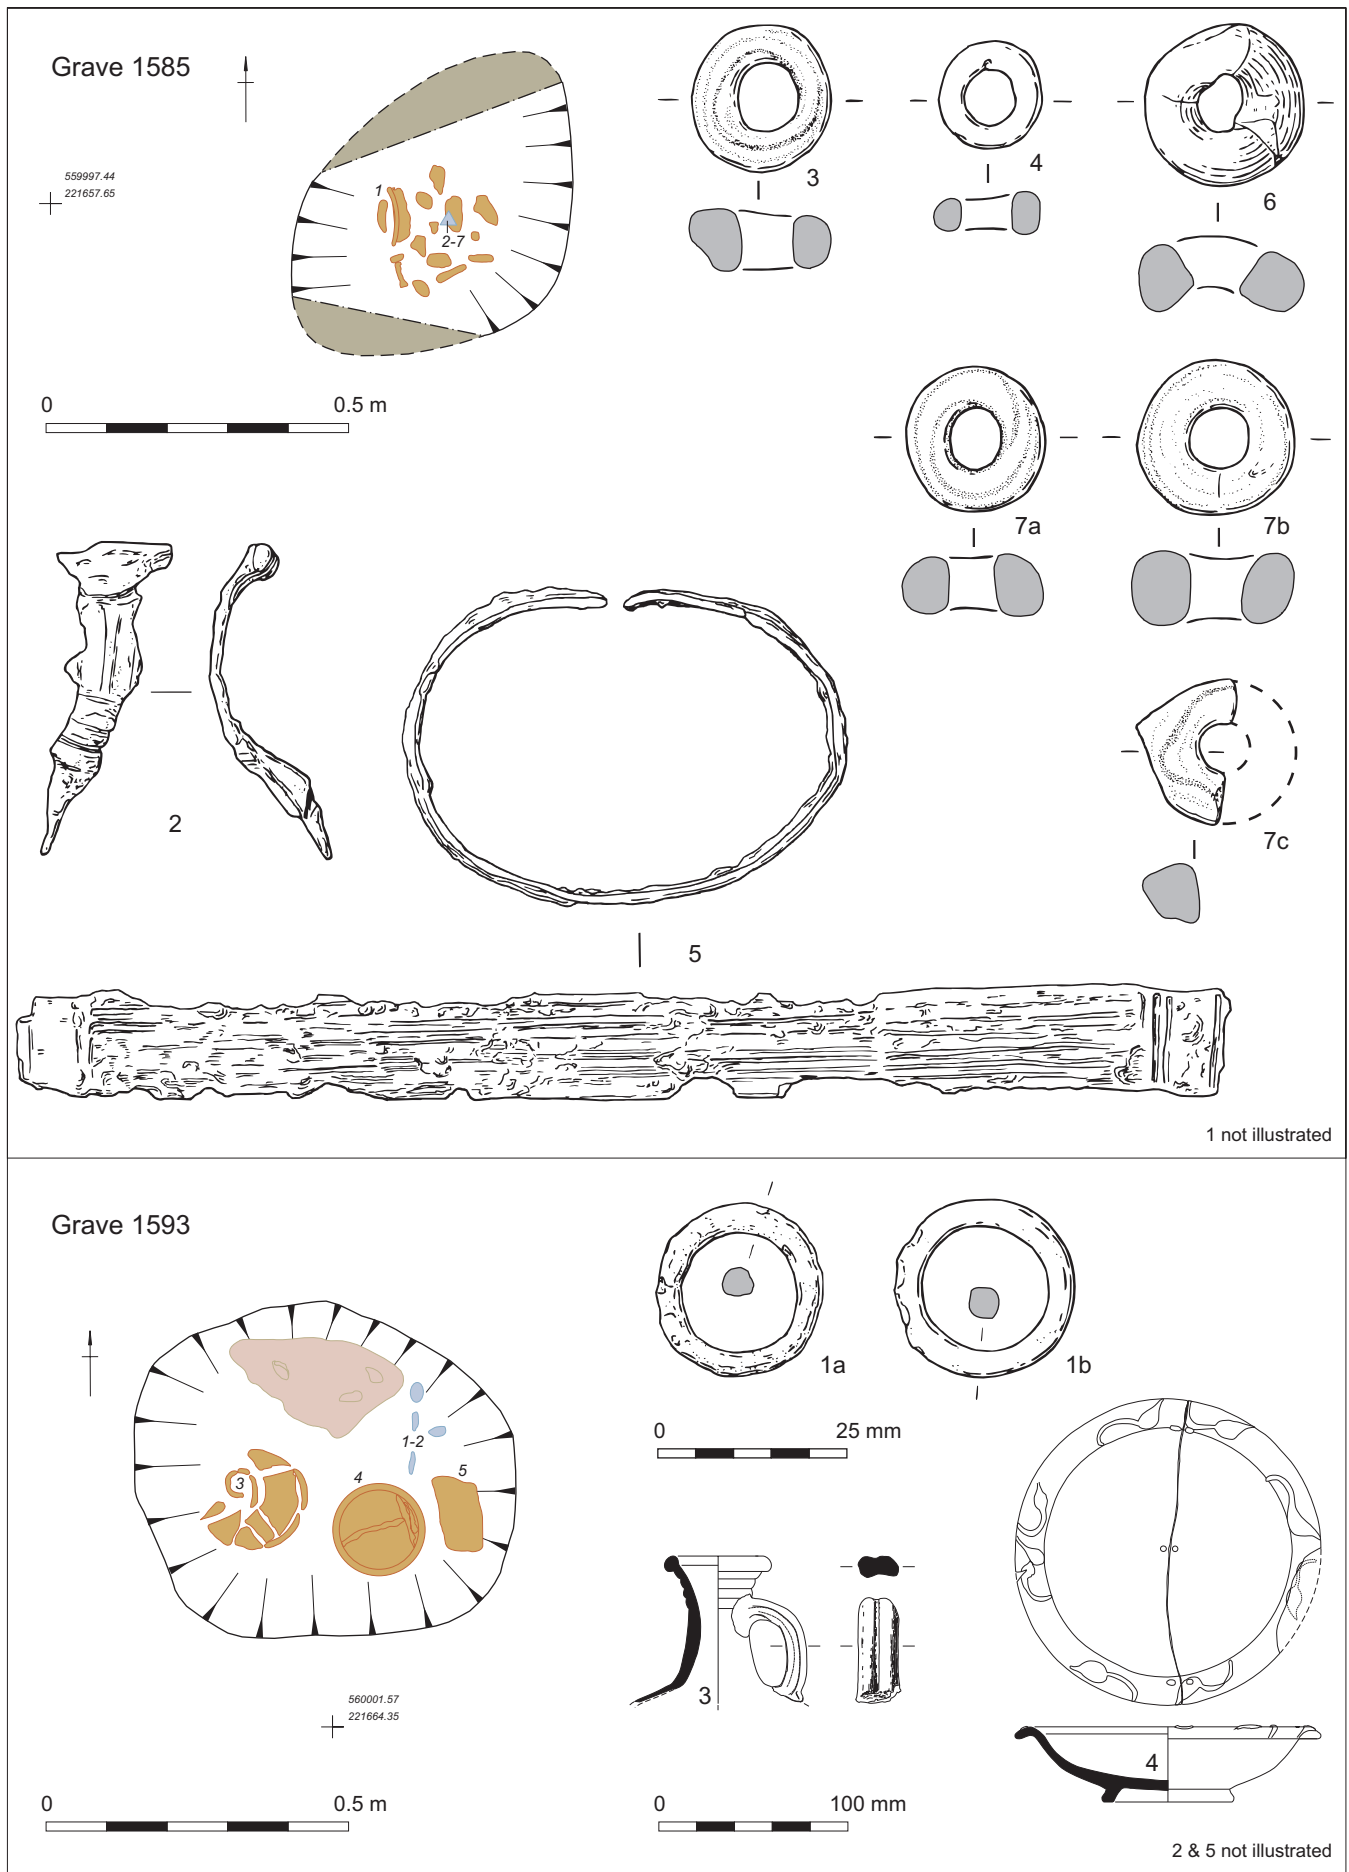 Grave 1585
559997.44
221657.65
1
2-7
0 0.5 m
3
4
6
7a
7b
7c
2
5
1 not illustrated
Grave 1593
1-2
3
4
5
560001.57
221664.35
0 0.5 m
1a
1b
0 25 mm
3
4
0 100 mm
2 & 5 not illustrated